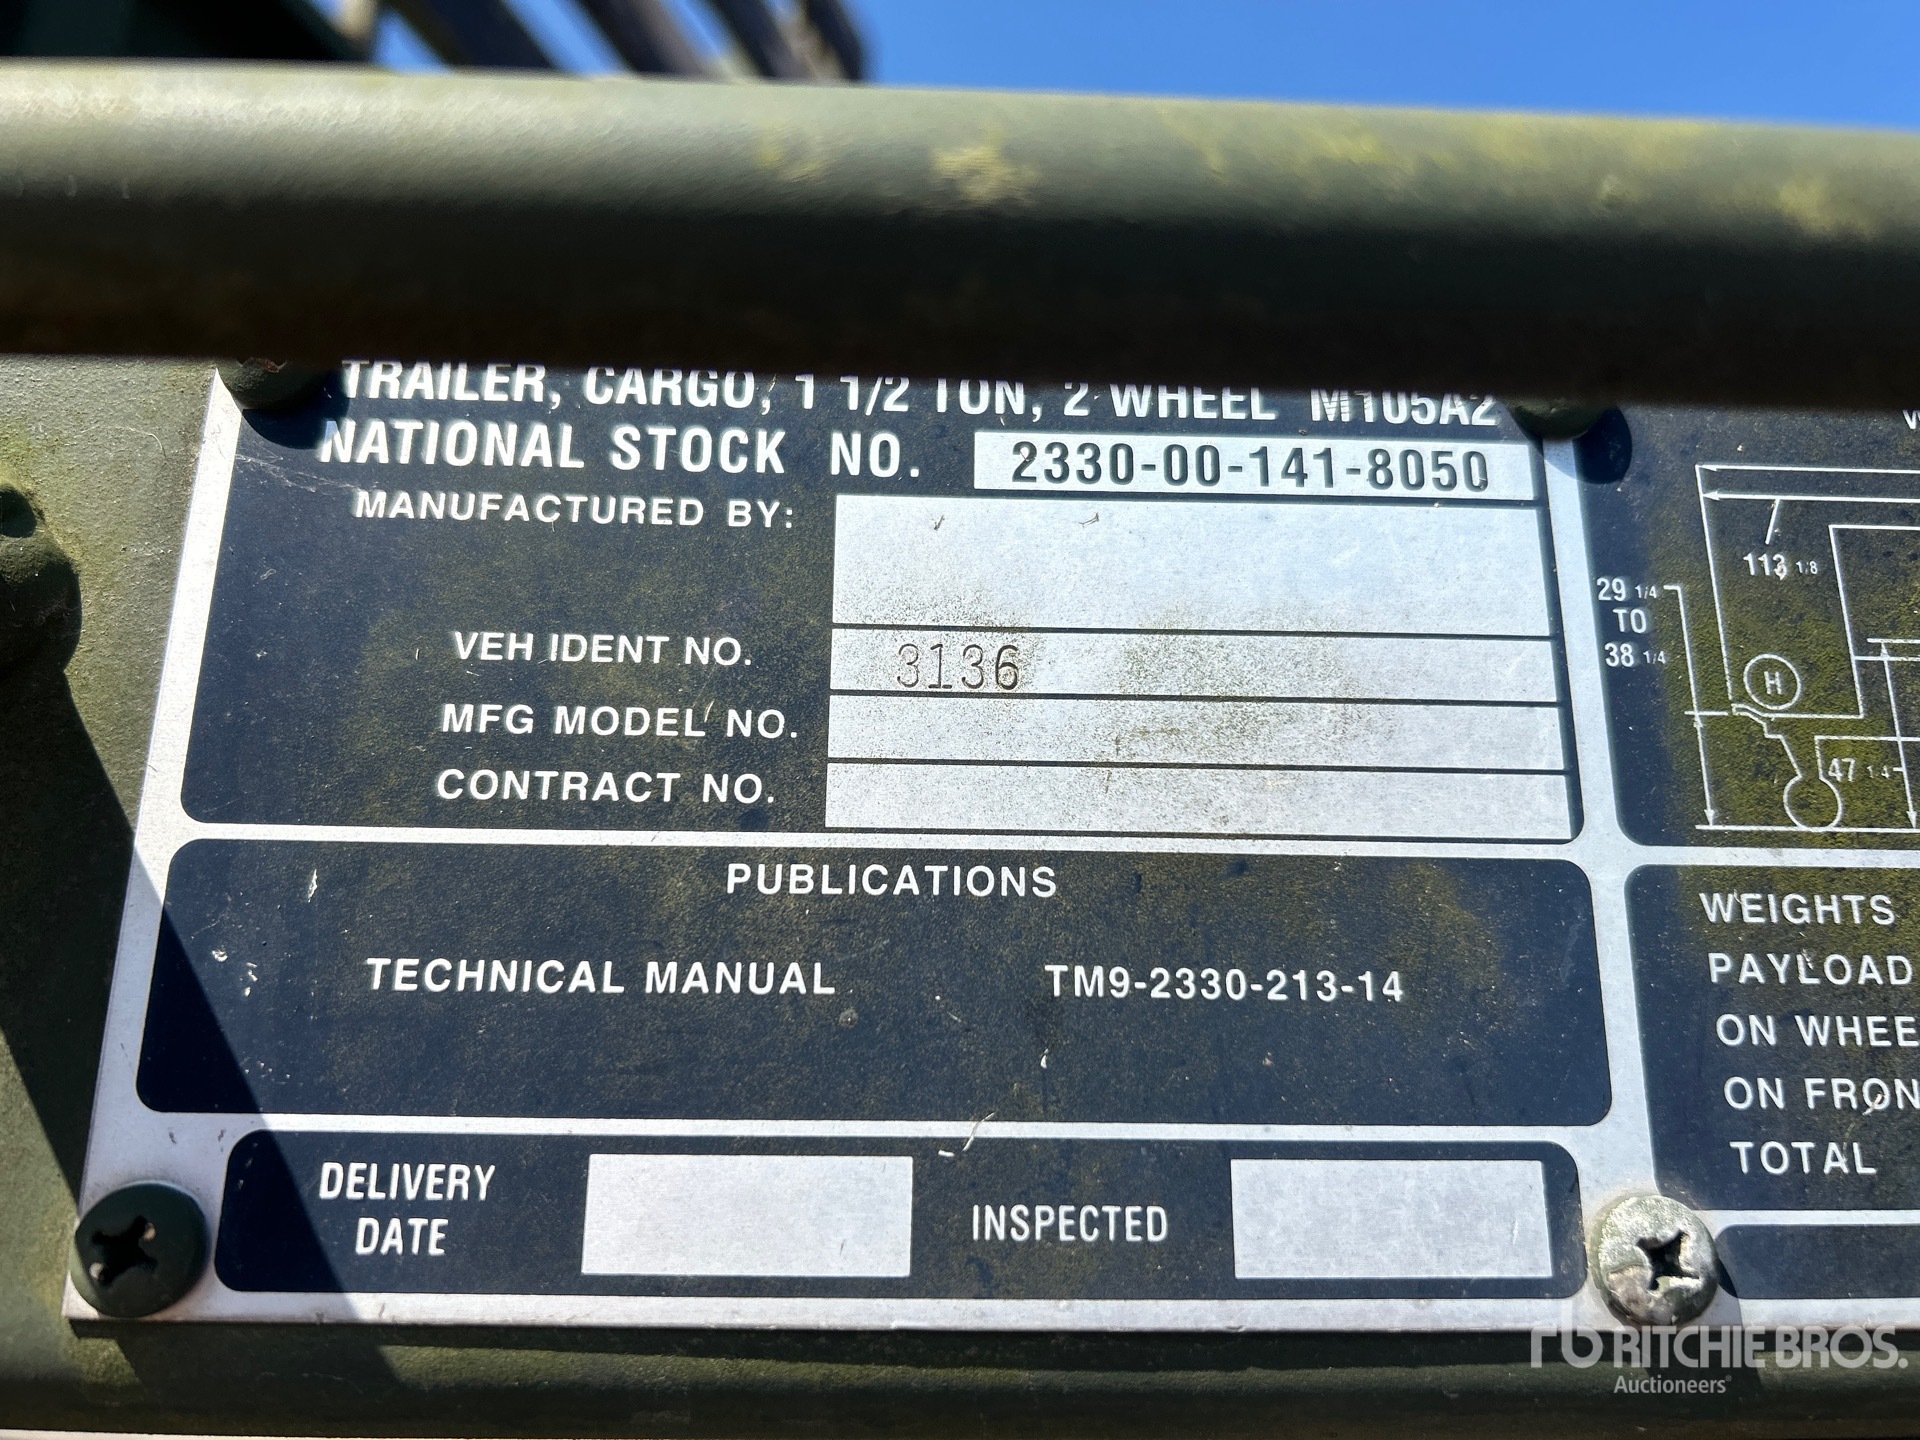 TRAILER, CARGO, 1 1/2 TON, 2 WHEEL M105A2
NATIONAL STOCK NO. 2330-00-141-8050
MANUFACTURED BY:
VEH IDENT NO. 3136
MFG MODEL NO.
CONTRACT NO.
PUBLICATIONS
TECHNICAL MANUAL TM9-2330-213-14
DELIVERY
DATE
INSPECTED
113 1/8
29 1/4
TO
38 1/4
H
47 1/4
WEIGHTS
PAYLOAD
ON WHEE
ON FRON
TOTAL
rb RITCHIE BROS.
Auctioneers